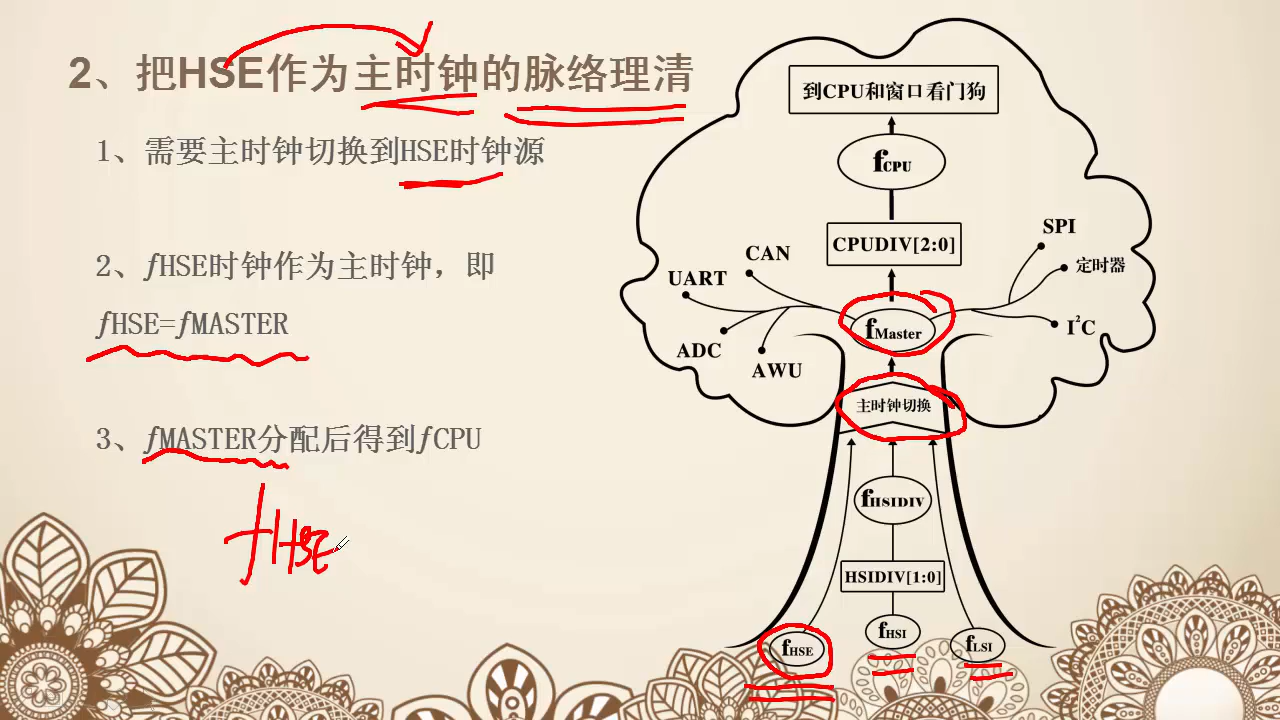 2、把HSE作为主时钟的脉络理清
1、需要主时钟切换到HSE时钟源
2、fHSE时钟作为主时钟，即
fHSE=fMASTER
3、fMASTER分配后得到fCPU
fHSE
到CPU和窗口看门狗
fCPU
CPUDIV[2:0]
SPI
CAN
定时器
UART
I²C
fMaster
ADC
AWU
主时钟切换
fHSIDIV
HSIDIV[1:0]
fHSE
fHSI
fLSI